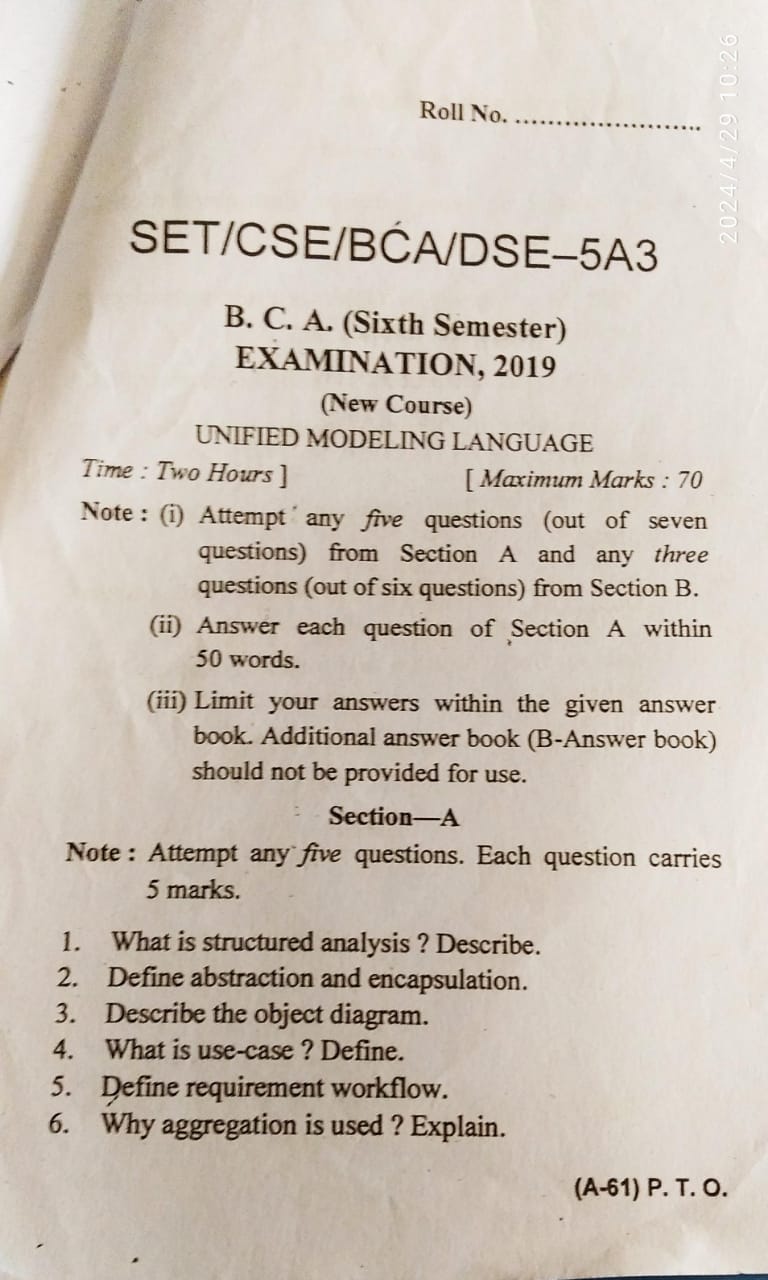 2024/4/29 10:26
Roll No. ........................
SET/CSE/BCA/DSE–5A3
B. C. A. (Sixth Semester)
EXAMINATION, 2019
(New Course)
UNIFIED MODELING LANGUAGE
Time : Two Hours ] [ Maximum Marks : 70
Note : (i) Attempt any five questions (out of seven
questions) from Section A and any three
questions (out of six questions) from Section B.
(ii) Answer each question of Section A within
50 words.
(iii) Limit your answers within the given answer
book. Additional answer book (B-Answer book)
should not be provided for use.
Section—A
Note : Attempt any five questions. Each question carries
5 marks.
1. What is structured analysis ? Describe.
2. Define abstraction and encapsulation.
3. Describe the object diagram.
4. What is use-case ? Define.
5. Define requirement workflow.
6. Why aggregation is used ? Explain.
(A-61) P. T. O.